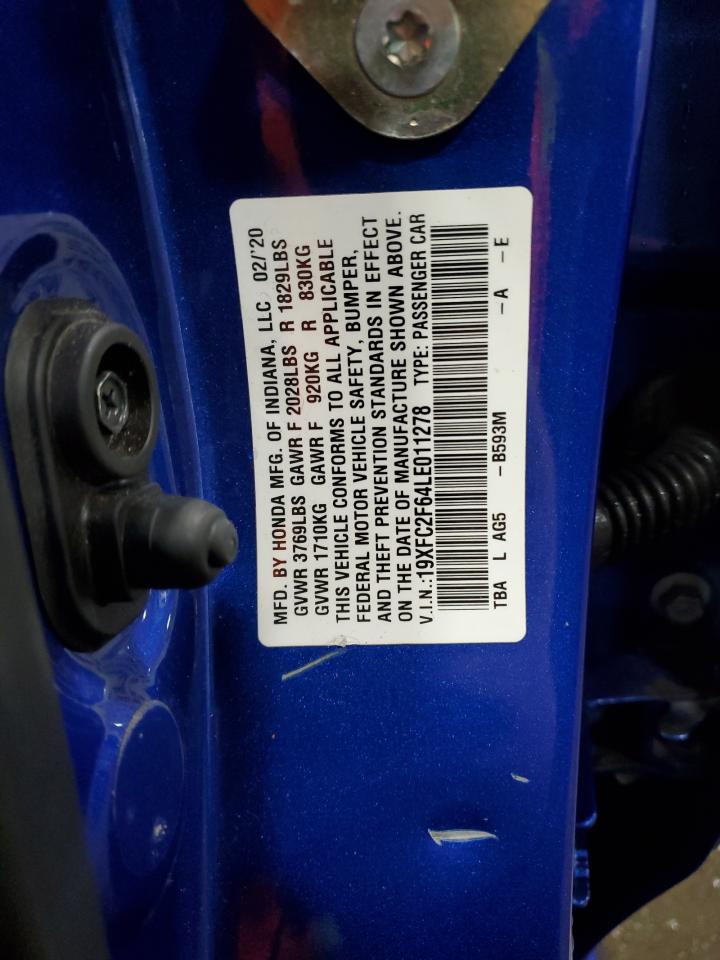 MFD. BY HONDA MFG. OF INDIANA, LLC 02/'20
GVWR 3769LBS GAWR F 2028LBS R 1829LBS
GVWR 1710KG GAWR F 920KG R 830KG
THIS VEHICLE CONFORMS TO ALL APPLICABLE
FEDERAL MOTOR VEHICLE SAFETY, BUMPER,
AND THEFT PREVENTION STANDARDS IN EFFECT
ON THE DATE OF MANUFACTURE SHOWN ABOVE.
V.I.N.:19XFC2F64LE011278 TYPE: PASSENGER CAR
TBA L AG5 -B593M -A -E